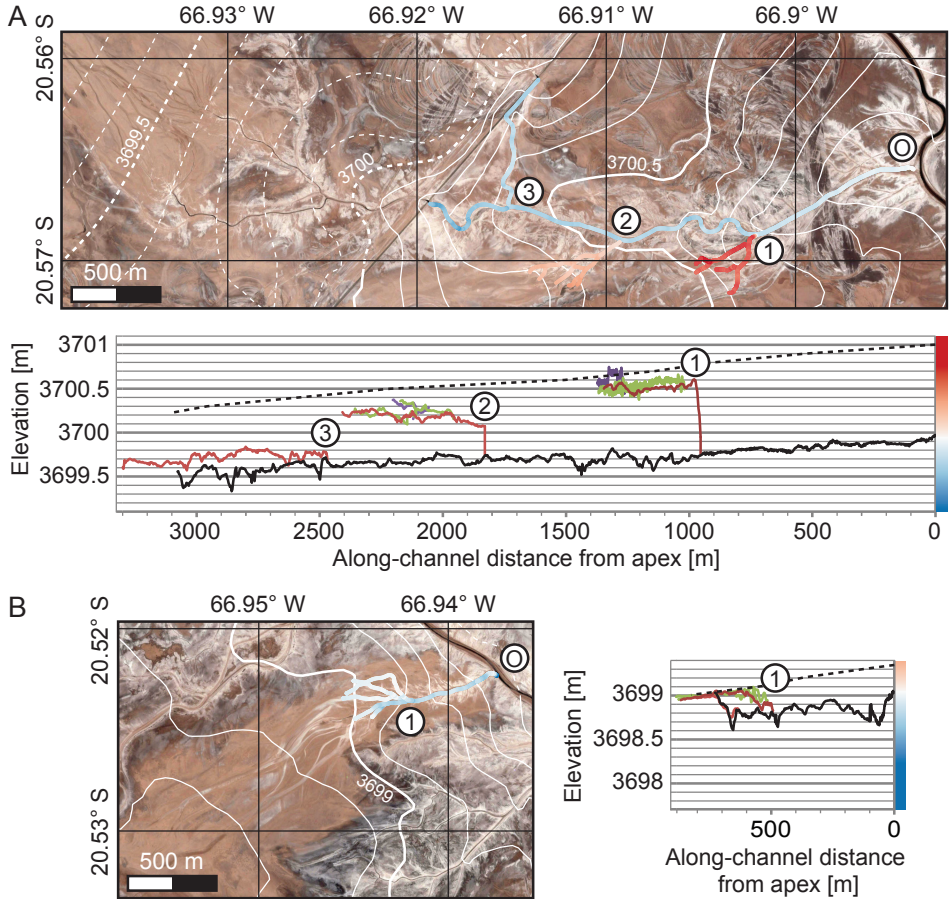 A
66.93° W 66.92° W 66.91° W 66.9° W
20.56° S
20.57° S
3699.5
3700
3700.5
O
3
2
1
500 m
Elevation [m]
3701
3700.5
3700
3699.5
1
2
3
3000 2500 2000 1500 1000 500 0
Along-channel distance from apex [m]
B
66.95° W 66.94° W
20.52° S
20.53° S
O
1
3699
500 m
Elevation [m]
3699
3698.5
3698
1
500 0
Along-channel distance
from apex [m]